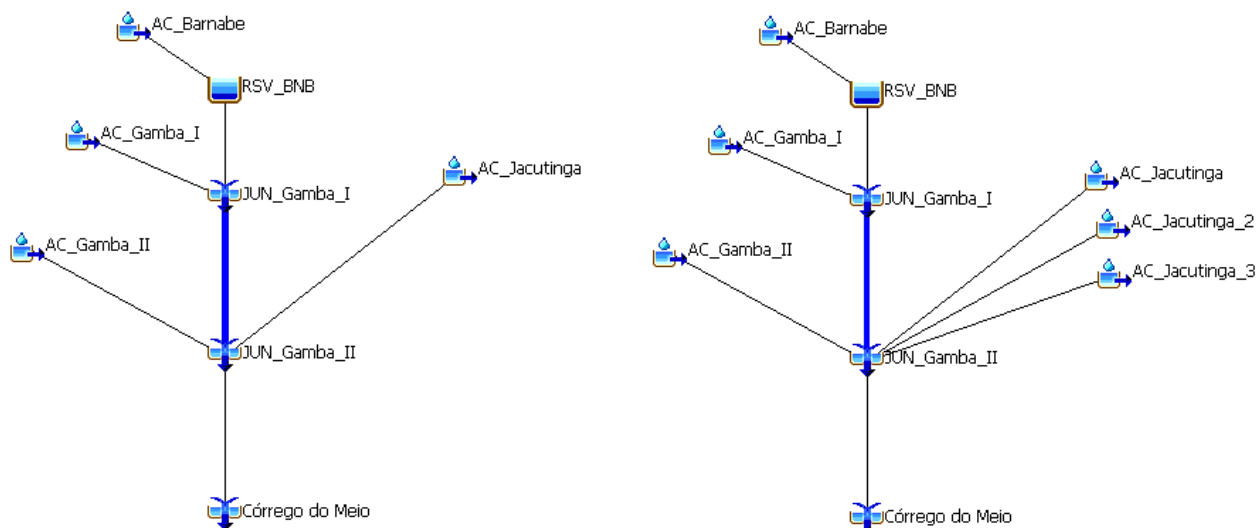 AC_Barnabe
RSV_BNB
AC_Gamba_I
AC_Jacutinga
JUN_Gamba_I
AC_Gamba_II
JUN_Gamba_II
Córrego do Meio
AC_Barnabe
RSV_BNB
AC_Gamba_I
AC_Jacutinga
JUN_Gamba_I
AC_Jacutinga_2
AC_Gamba_II
AC_Jacutinga_3
JUN_Gamba_II
Córrego do Meio